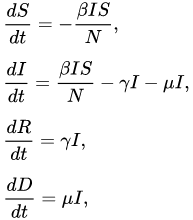 dS/dt = -βIS/N,
dI/dt = βIS/N - γI - μI,
dR/dt = γI,
dD/dt = μI,